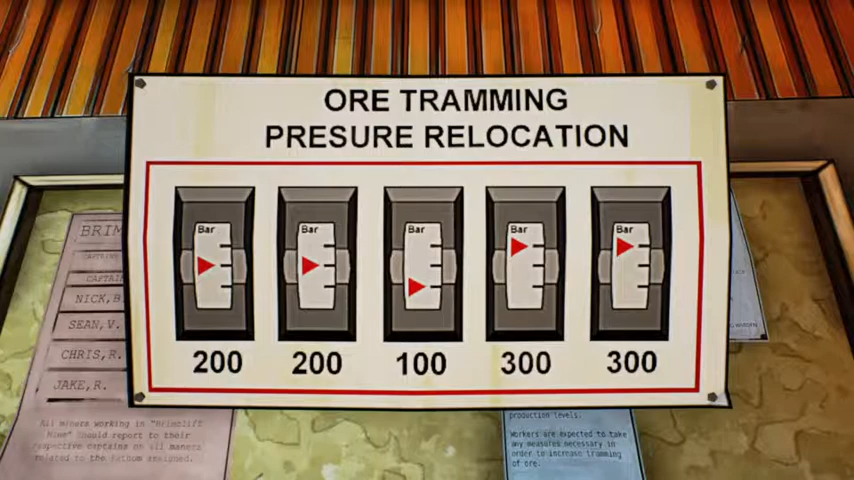 ORE TRAMMING
PRESURE RELOCATION
Bar Bar Bar Bar Bar
200 200 100 300 300
BRIM
CAPTAIN
NICK,B.
SEAN,V.
CHRIS,R.
JAKE,R.
All miners working in "Brimclift
Mine" should report to their
respective captains on all maners
related to the Fathom assigned.
production levels.
Workers are expected to take
any measures necessary in
order to increase tramming
of ore.